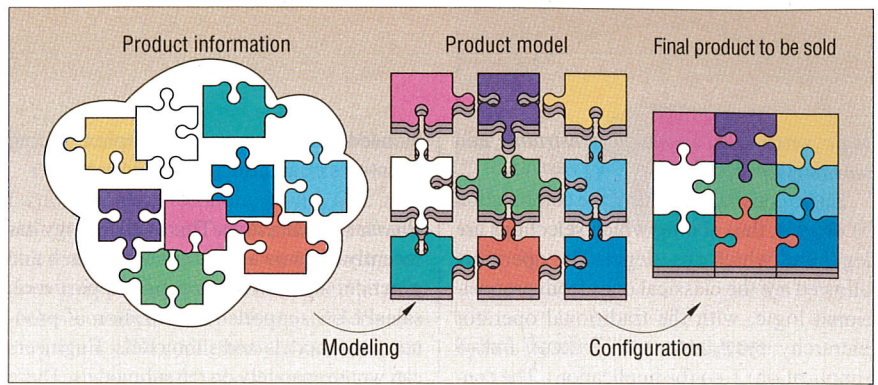 Product information
Product model
Final product to be sold
Modeling
Configuration